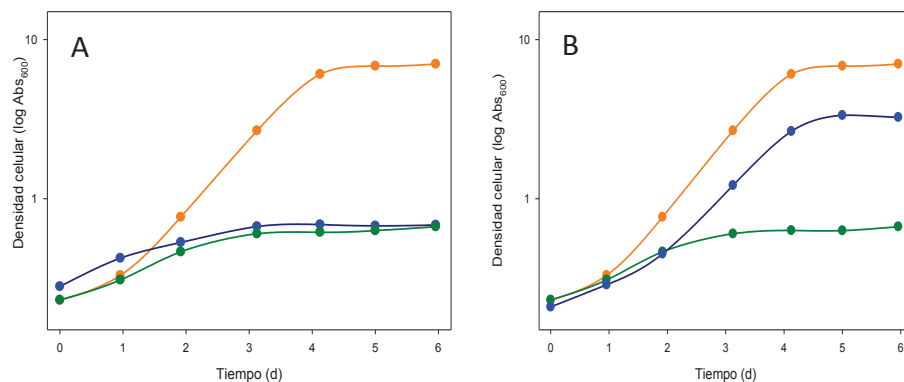 A
Densidad celular (log Abs600)
10
1
0 1 2 3 4 5 6
Tiempo (d)
B
Densidad celular (log Abs600)
10
1
0 1 2 3 4 5 6
Tiempo (d)